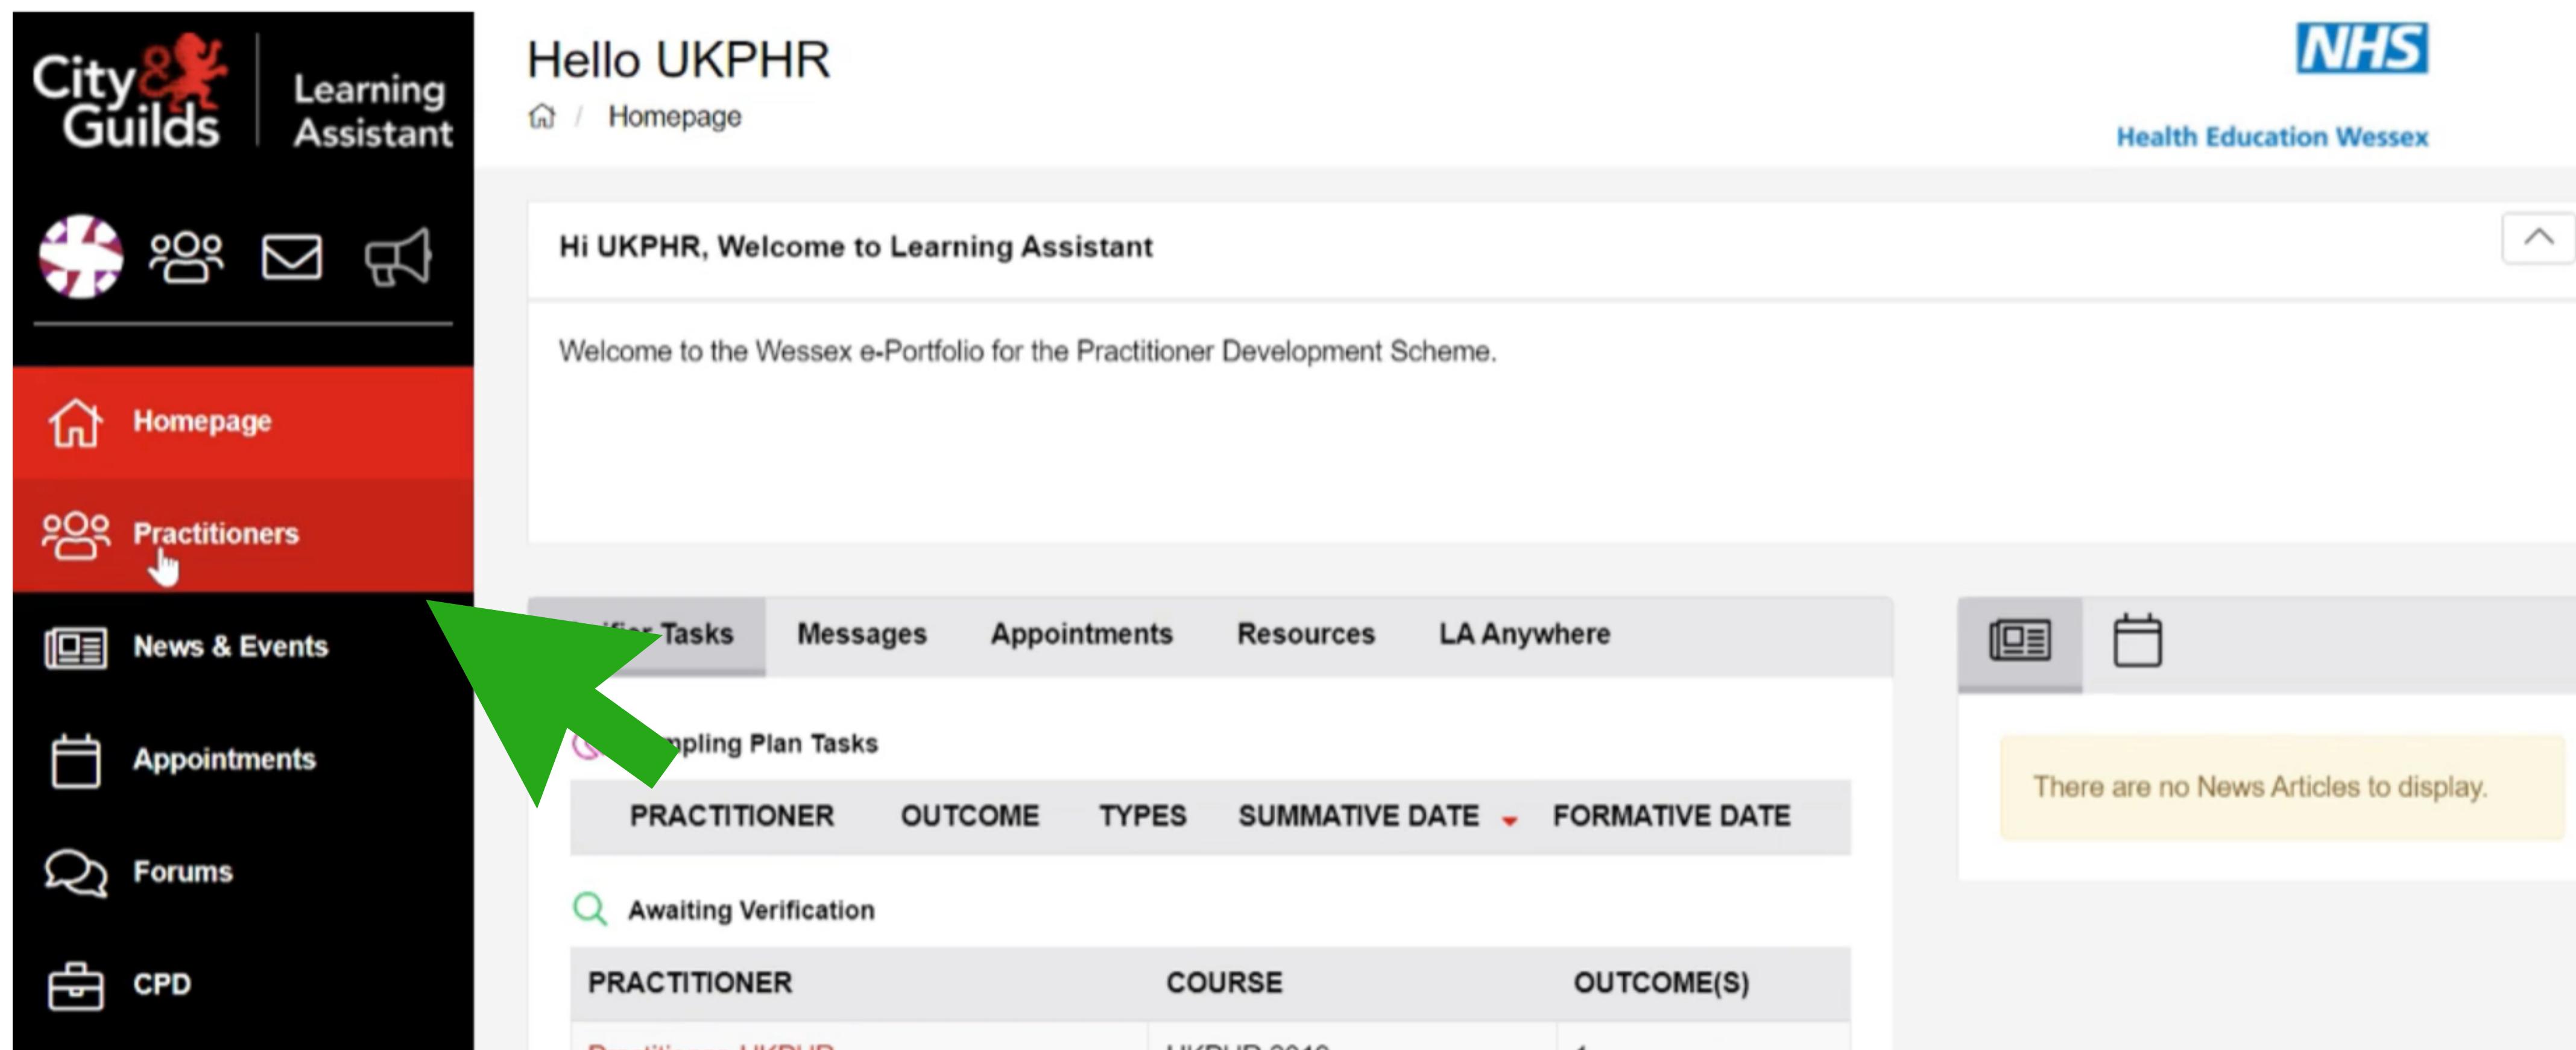 City & Guilds
Learning Assistant
Hello UKPHR
/ Homepage
NHS
Health Education Wessex
Hi UKPHR, Welcome to Learning Assistant
Welcome to the Wessex e-Portfolio for the Practitioner Development Scheme.
Homepage
Practitioners
News & Events
Appointments
Forums
CPD
Tasks
Messages
Appointments
Resources
LA Anywhere
Plan Tasks
PRACTITIONER OUTCOME TYPES SUMMATIVE DATE FORMATIVE DATE
Awaiting Verification
PRACTITIONER COURSE OUTCOME(S)
There are no News Articles to display.